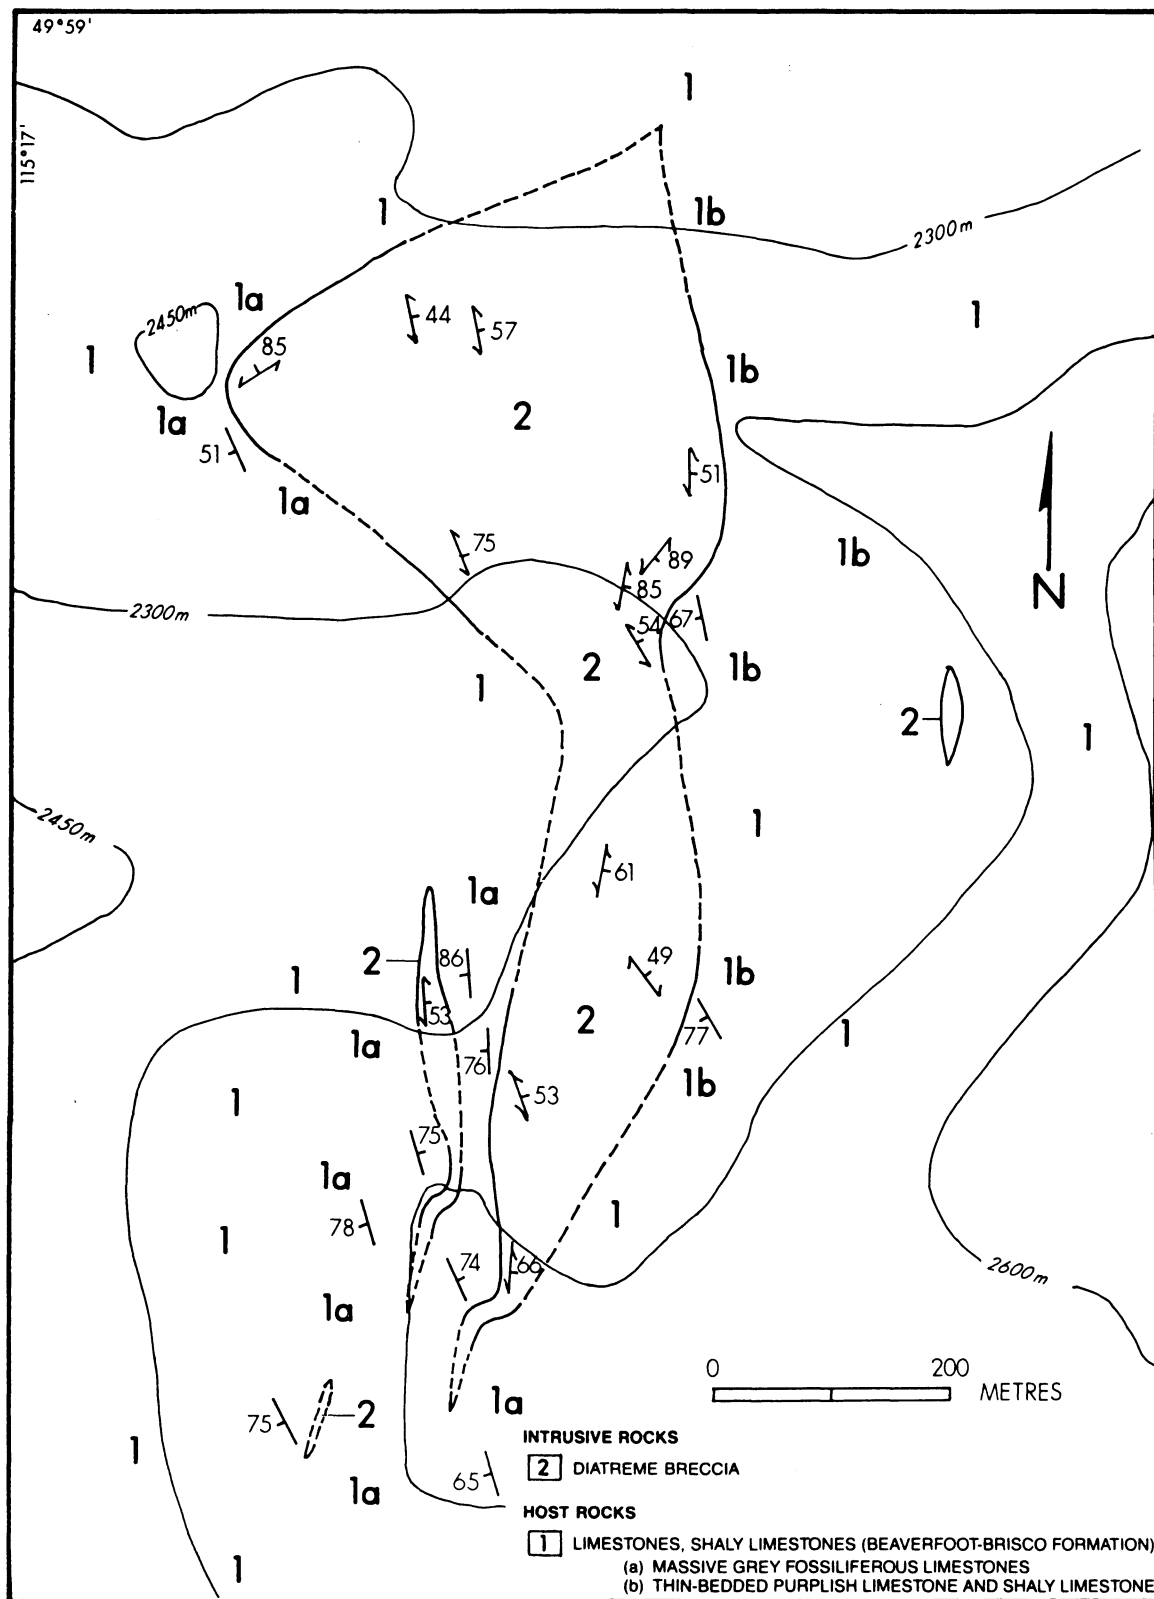 49°59'
115°17'
1
1
1b
2300m
1a
2450m
44
57
1
1
85
1b
1a
2
51
51
1a
75
89
1b
85
2300m
N
54
67
2
1b
1
2
1
2450m
1
61
1a
2
86
49
1b
1
53
2
77
1
1a
76
1b
53
1
75
1a
78
1
1
74
66
2600m
1a
0 200
METRES
75
2
1a
1
65
1a
1
INTRUSIVE ROCKS
2 DIATREME BRECCIA
HOST ROCKS
1 LIMESTONES, SHALY LIMESTONES (BEAVERFOOT-BRISCO FORMATION)
(a) MASSIVE GREY FOSSILIFEROUS LIMESTONES
(b) THIN-BEDDED PURPLISH LIMESTONE AND SHALY LIMESTONE